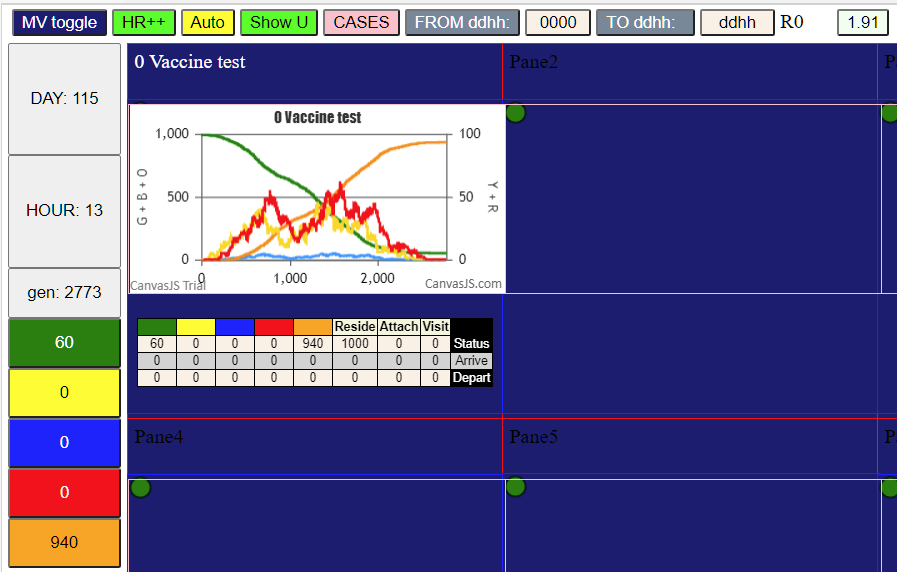 MV toggle HR++ Auto Show U CASES FROM ddhh: 0000 TO ddhh: ddhh R0 1.91
DAY: 115
HOUR: 13
gen: 2773
60
0
0
0
940
0 Vaccine test
Pane2
P
0 Vaccine test
1,000
500
0
G + B + O
100
50
0
Y + R
0 1,000 2,000
CanvasJS Trial
CanvasJS.com
Reside Attach Visit
60 0 0 0 940 1000 0 0 Status
0 0 0 0 0 0 0 0 Arrive
0 0 0 0 0 0 0 0 Depart
Pane4
Pane5
P